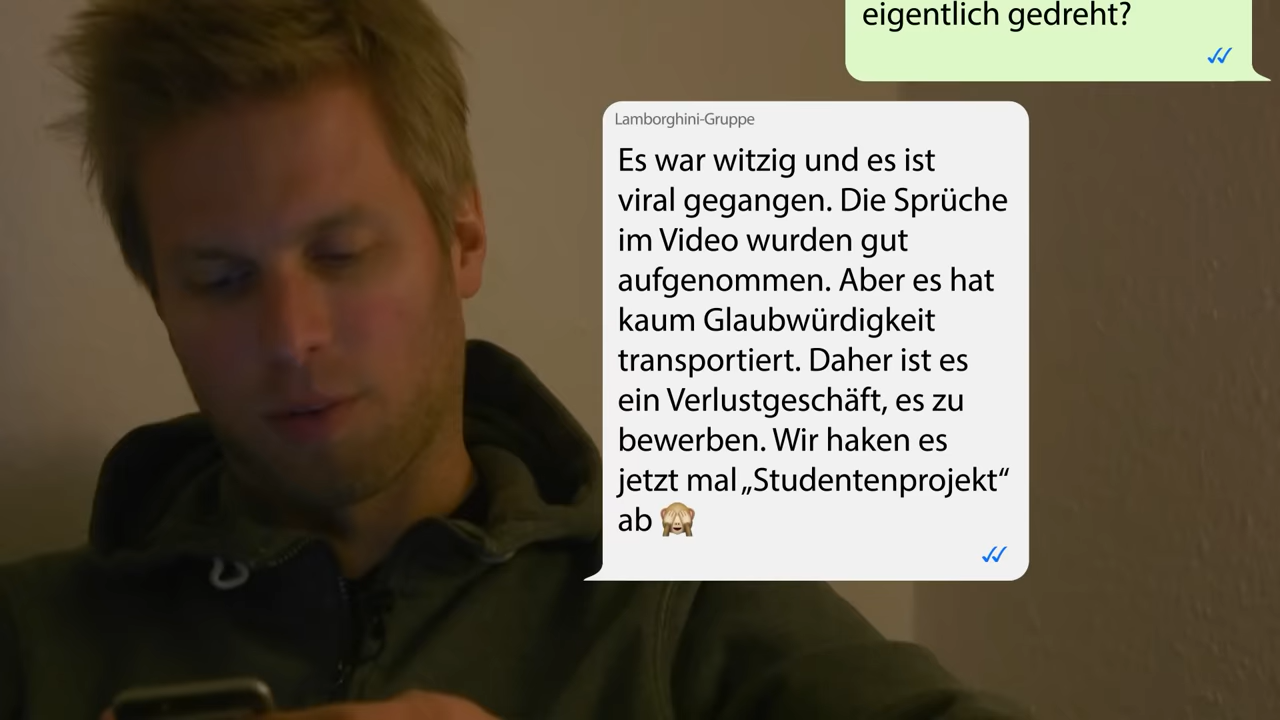 eigentlich gedreht?
Lamborghini-Gruppe
Es war witzig und es ist
viral gegangen. Die Sprüche
im Video wurden gut
aufgenommen. Aber es hat
kaum Glaubwürdigkeit
transportiert. Daher ist es
ein Verlustgeschäft, es zu
bewerben. Wir haken es
jetzt mal „Studentenprojekt“
ab 🙈